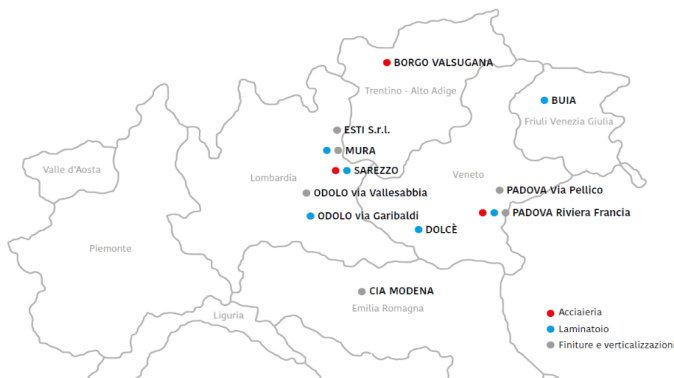 BORGO VALSUGANA
Trentino - Alto Adige
BUIA
Friuli Venezia Giulia
ESTI S.r.l.
MURA
Valle d'Aosta
SAREZZO
Lombardia
Veneto
ODOLO via Vallesabbia
PADOVA Via Pellico
ODOLO via Garibaldi
PADOVA Riviera Francia
DOLCÈ
Piemonte
CIA MODENA
Emilia Romagna
Liguria
Acciaieria
Laminatoio
Finiture e verticalizzazioni